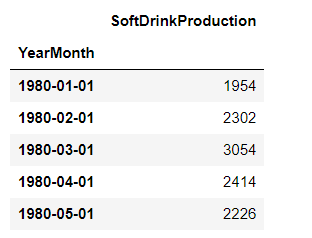 SoftDrinkProduction
YearMonth
1980-01-01 1954
1980-02-01 2302
1980-03-01 3054
1980-04-01 2414
1980-05-01 2226